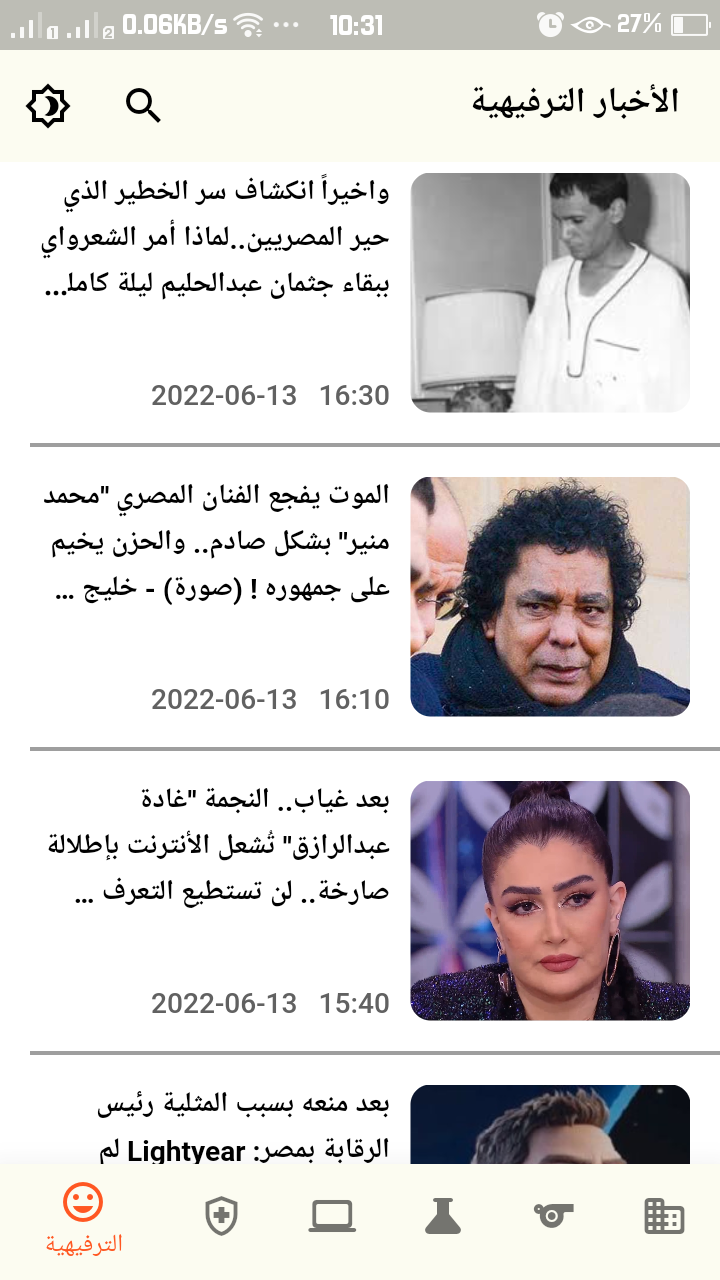 0.06KB/s ... 10:31 27%
الأخبار الترفيهية
واخيراً انكشاف سر الخطير الذي
حير المصريين..لماذا أمر الشعرواي
ببقاء جثمان عبدالحليم ليلة كاملـ...
2022-06-13 16:30
الموت يفجع الفنان المصري "محمد
منير" بشكل صادم.. والحزن يخيم
على جمهوره ! (صورة) - خليج ...
2022-06-13 16:10
بعد غياب.. النجمة "غادة
عبدالرازق" تُشعل الأنترنت بإطلالة
صارخة.. لن تستطيع التعرف ...
2022-06-13 15:40
بعد منعه بسبب المثلية رئيس
الرقابة بمصر: Lightyear لم
الترفيهية